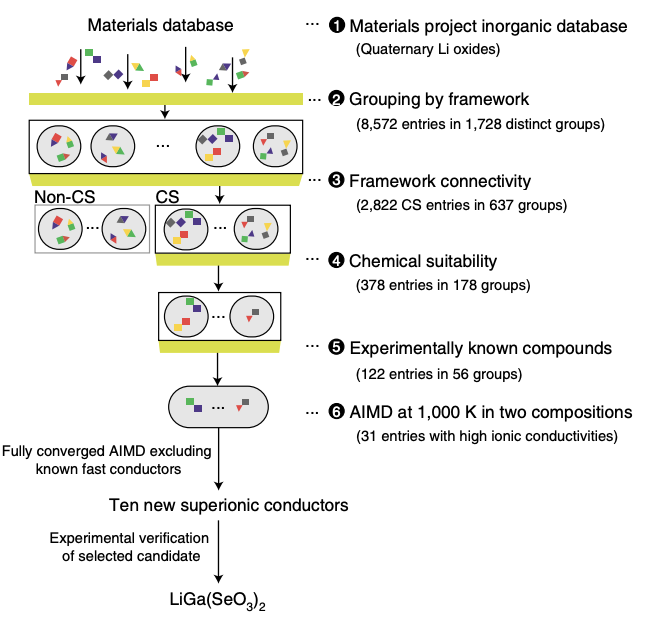 Materials database
··· ❶ Materials project inorganic database
(Quaternary Li oxides)
··· ❷ Grouping by framework
(8,572 entries in 1,728 distinct groups)
···
··· ❸ Framework connectivity
(2,822 CS entries in 637 groups)
Non-CS
CS
··· ···
··· ❹ Chemical suitability
(378 entries in 178 groups)
···
··· ❺ Experimentally known compounds
(122 entries in 56 groups)
···
··· ❻ AIMD at 1,000 K in two compositions
(31 entries with high ionic conductivities)
Fully converged AIMD excluding
known fast conductors
Ten new superionic conductors
Experimental verification
of selected candidate
LiGa(SeO₃)₂